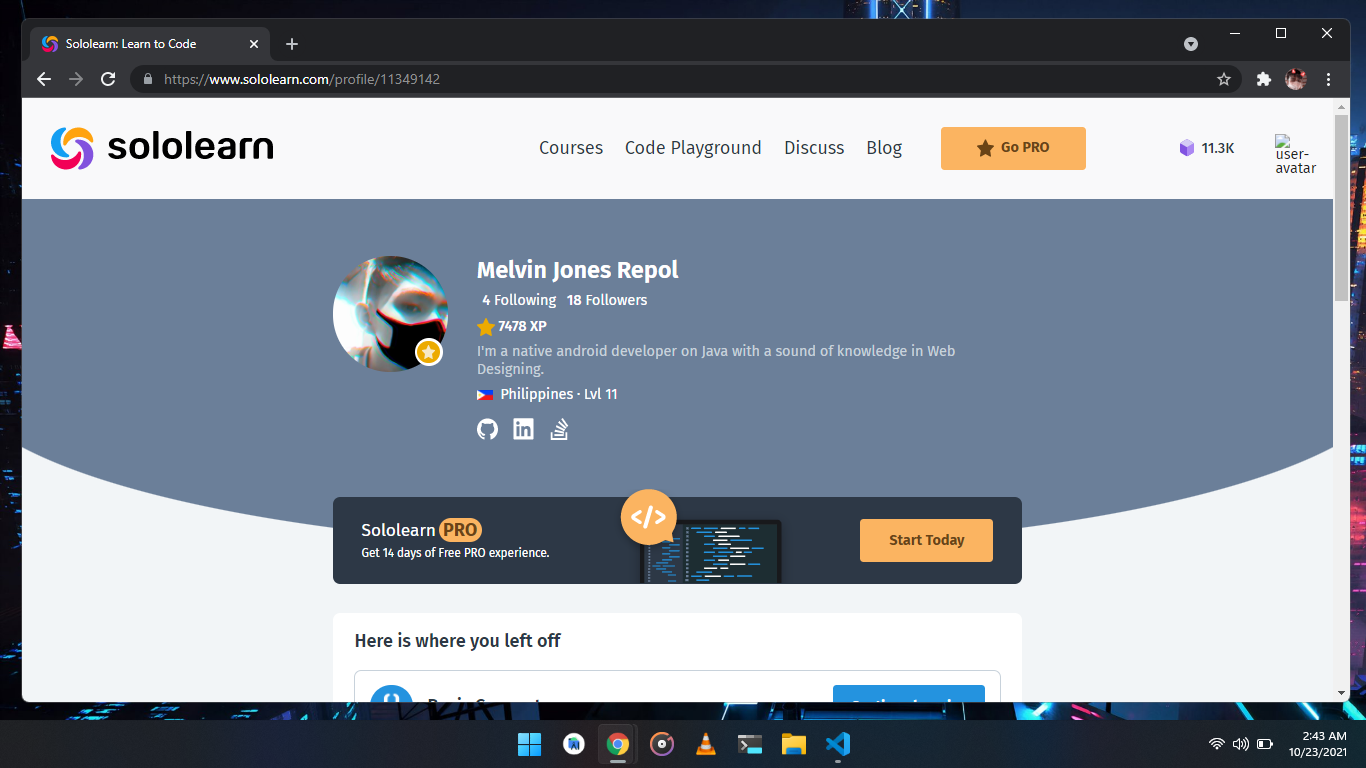 Sololearn: Learn to Code
https://www.sololearn.com/profile/11349142
sololearn
Courses
Code Playground
Discuss
Blog
Go PRO
11.3K
user-
avatar
Melvin Jones Repol
4 Following 18 Followers
7478 XP
I'm a native android developer on Java with a sound of knowledge in Web
Designing.
Philippines · Lvl 11
in
Sololearn PRO
Get 14 days of Free PRO experience.
</>
Start Today
Here is where you left off
2:43 AM
10/23/2021